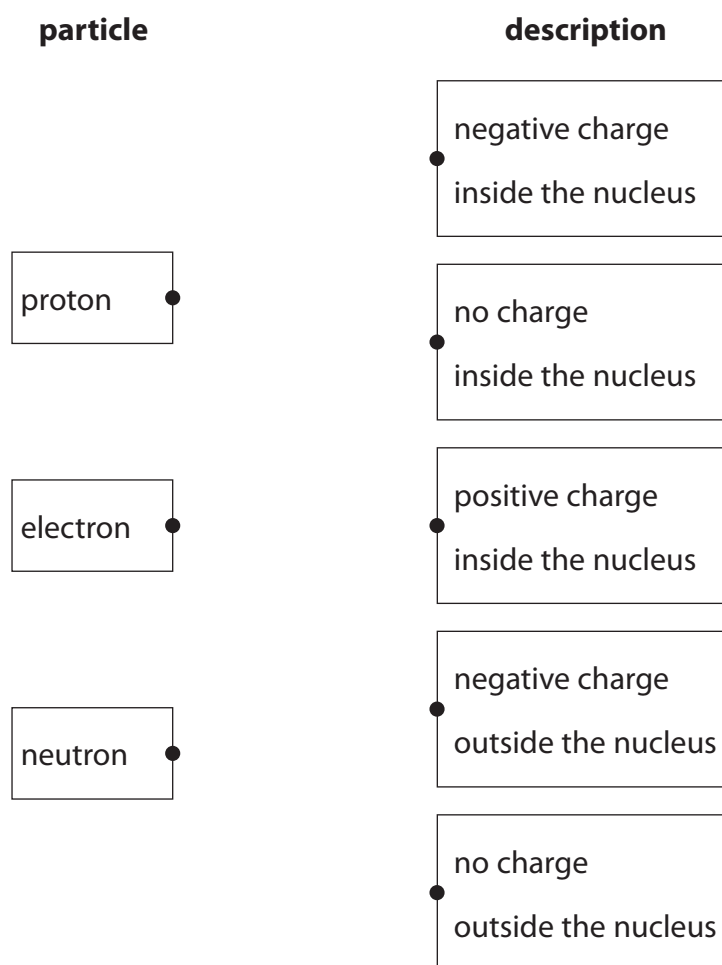 particle
description
negative charge
inside the nucleus
proton
no charge
inside the nucleus
electron
positive charge
inside the nucleus
negative charge
outside the nucleus
neutron
no charge
outside the nucleus